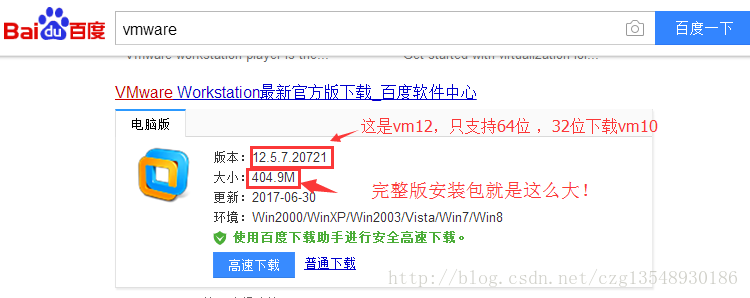 Bai du 百度
vmware
百度一下
VMware workstation player is the...
Get started with virtualization for...
VMware Workstation最新官方版下载_百度软件中心
电脑版
这是vm12，只支持64位 ，32位下载vm10
版本：12.5.7.20721
大小：404.9M
完整版安装包就是这么大！
更新：2017-06-30
环境：Win2000/WinXP/Win2003/Vista/Win7/Win8
使用百度下载助手进行安全高速下载。
高速下载 普通下载
http://blog.csdn.net/czg13548930186